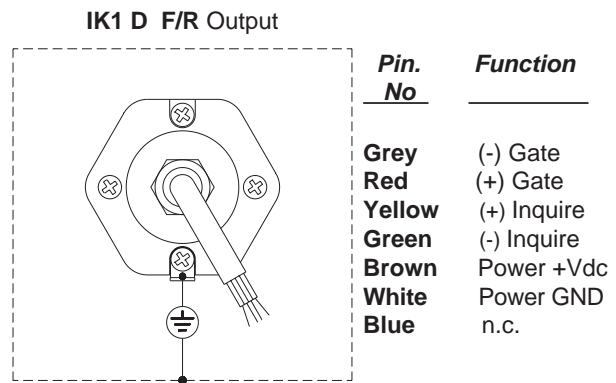 IK1 D F/R Output
Pin. No Function
Grey (-) Gate
Red (+) Gate
Yellow (+) Inquire
Green (-) Inquire
Brown Power +Vdc
White Power GND
Blue n.c.